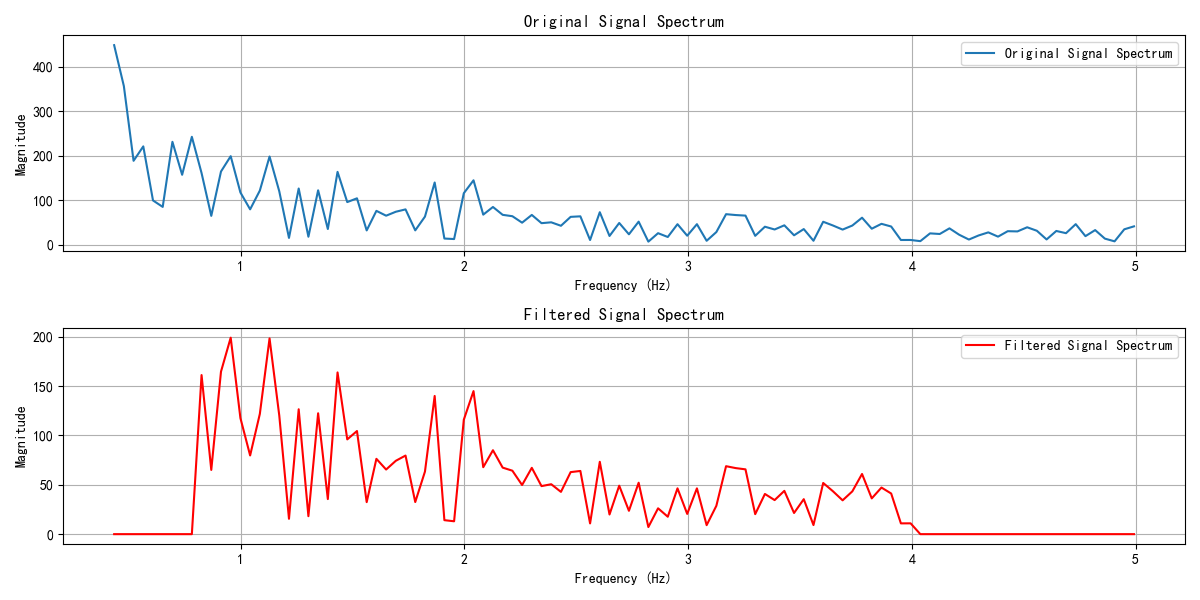 Original Signal Spectrum
Original Signal Spectrum
400
300
200
100
0
Magnitude
1 2 3 4 5
Frequency (Hz)
Filtered Signal Spectrum
Filtered Signal Spectrum
200
150
100
50
0
Magnitude
1 2 3 4 5
Frequency (Hz)